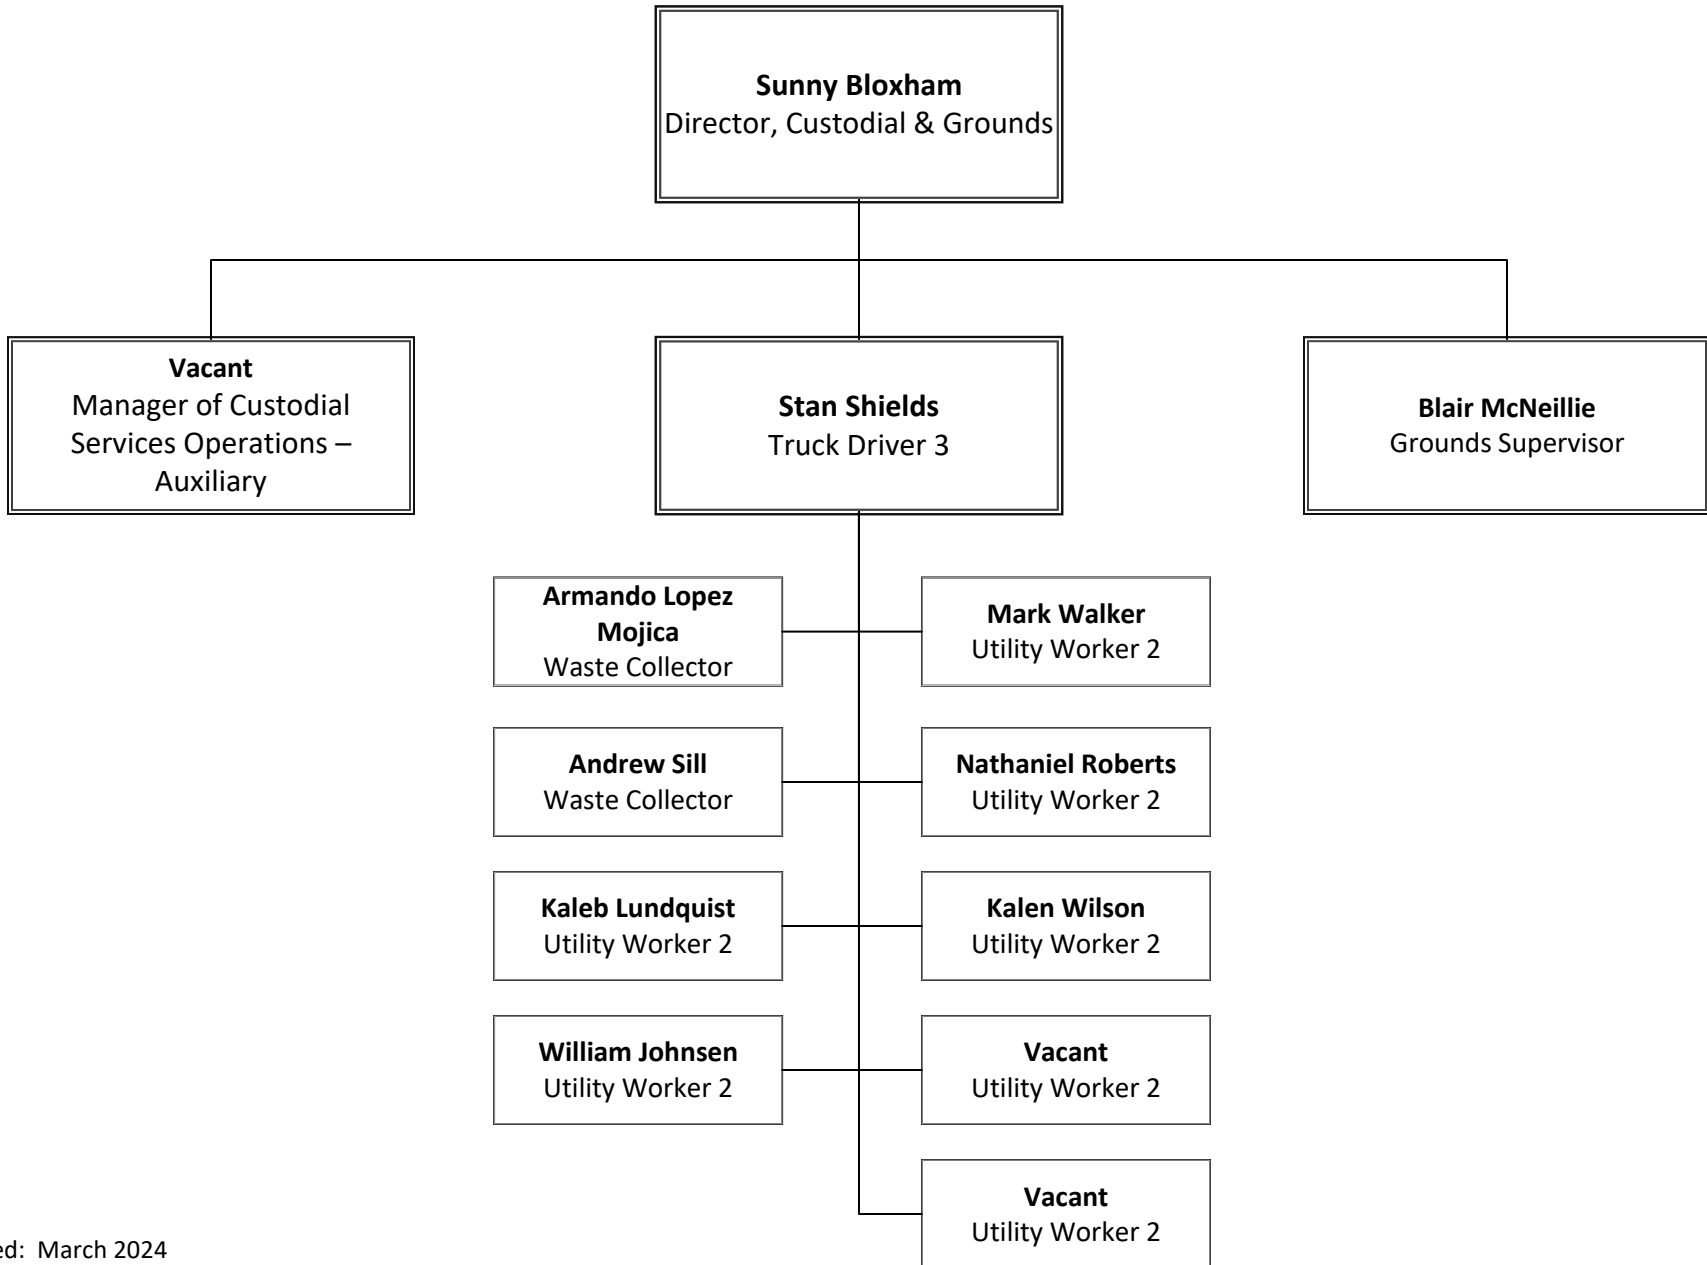 Sunny Bloxham
Director, Custodial & Grounds
Vacant
Manager of Custodial
Services Operations –
Auxiliary
Stan Shields
Truck Driver 3
Blair McNeillie
Grounds Supervisor
Armando Lopez
Mojica
Waste Collector
Mark Walker
Utility Worker 2
Andrew Sill
Waste Collector
Nathaniel Roberts
Utility Worker 2
Kaleb Lundquist
Utility Worker 2
Kalen Wilson
Utility Worker 2
William Johnsen
Utility Worker 2
Vacant
Utility Worker 2
Vacant
Utility Worker 2
March 2024